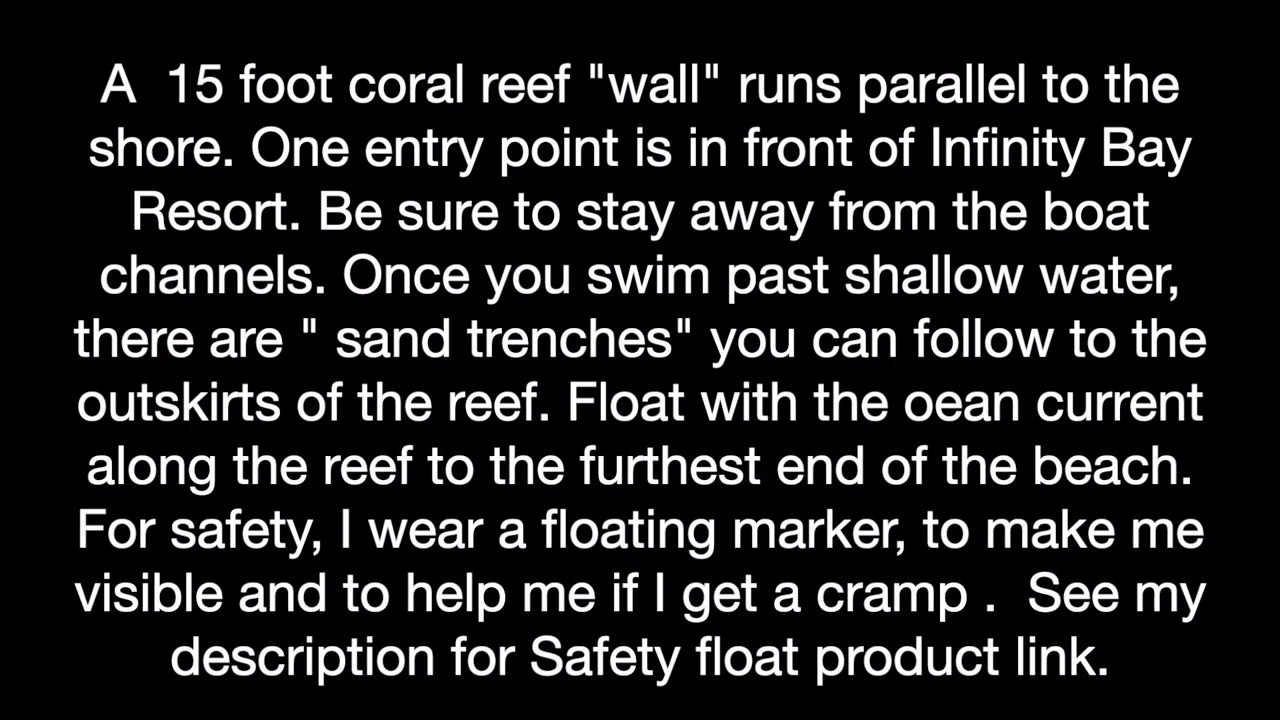 A  15 foot coral reef "wall" runs parallel to the
shore. One entry point is in front of Infinity Bay
Resort. Be sure to stay away from the boat
channels. Once you swim past shallow water,
there are " sand trenches" you can follow to the
outskirts of the reef. Float with the oean current
along the reef to the furthest end of the beach.
For safety, I wear a floating marker, to make me
visible and to help me if I get a cramp .  See my
description for Safety float product link.